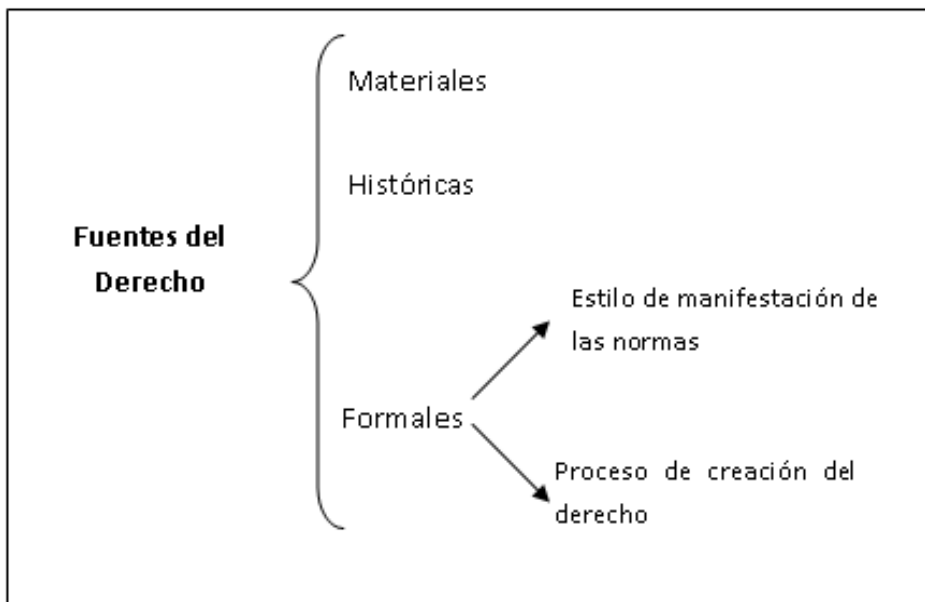 Materiales
Históricas
Fuentes del
Derecho
Estilo de manifestación de
las normas
Formales
Proceso de creación del
derecho